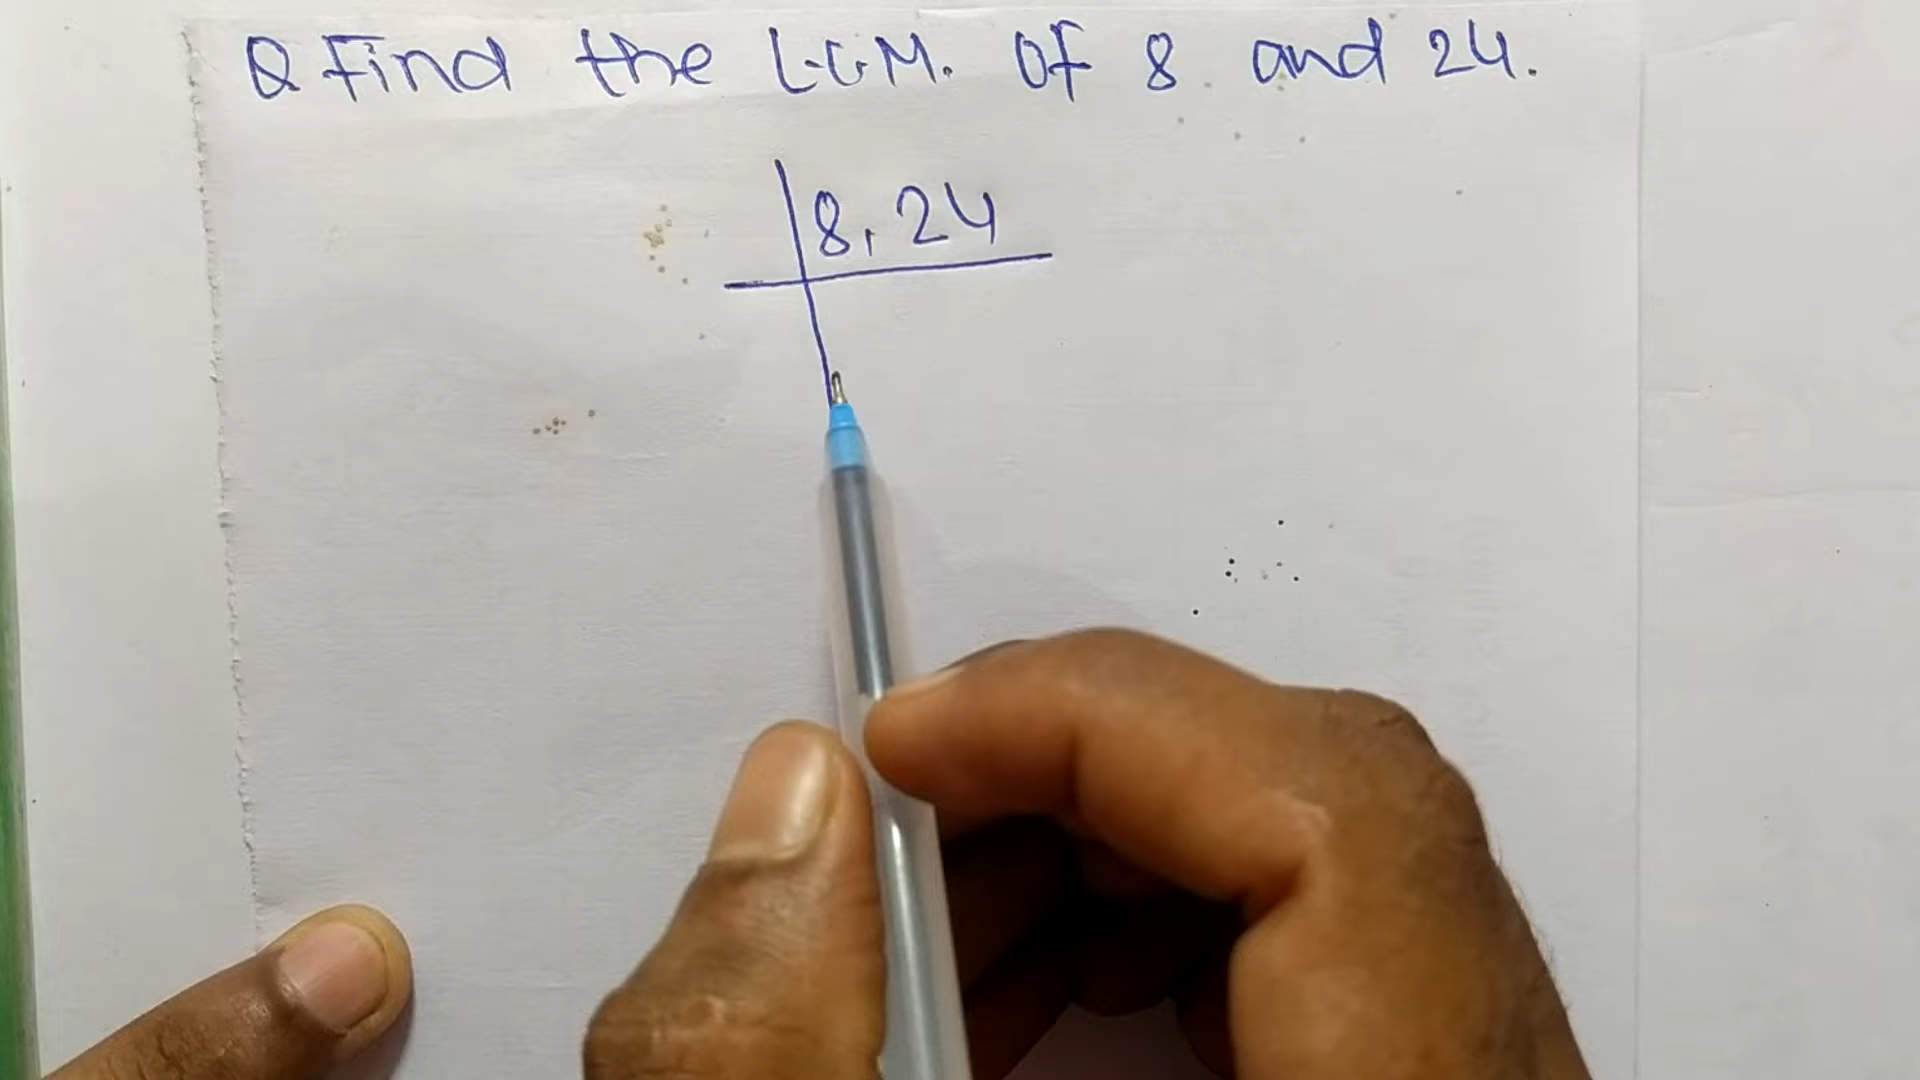 Q Find the L.C.M. Of 8 and 24.
8, 24